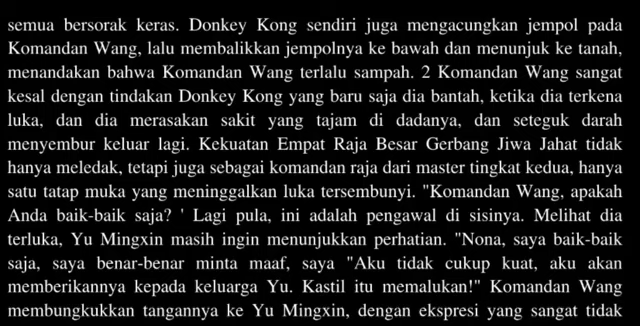 semua bersorak keras. Donkey Kong sendiri juga mengacungkan jempol pada
Komandan Wang, lalu membalikkan jempolnya ke bawah dan menunjuk ke tanah,
menandakan bahwa Komandan Wang terlalu sampah. 2 Komandan Wang sangat
kesal dengan tindakan Donkey Kong yang baru saja dia bantah, ketika dia terkena
luka, dan dia merasakan sakit yang tajam di dadanya, dan seteguk darah
menyembur keluar lagi. Kekuatan Empat Raja Besar Gerbang Jiwa Jahat tidak
hanya meledak, tetapi juga sebagai komandan raja dari master tingkat kedua, hanya
satu tatap muka yang meninggalkan luka tersembunyi. "Komandan Wang, apakah
Anda baik-baik saja? ' Lagi pula, ini adalah pengawal di sisinya. Melihat dia
terluka, Yu Mingxin masih ingin menunjukkan perhatian. "Nona, saya baik-baik
saja, saya benar-benar minta maaf, saya "Aku tidak cukup kuat, aku akan
memberikannya kepada keluarga Yu. Kastil itu memalukan!" Komandan Wang
membungkukkan tangannya ke Yu Mingxin, dengan ekspresi yang sangat tidak